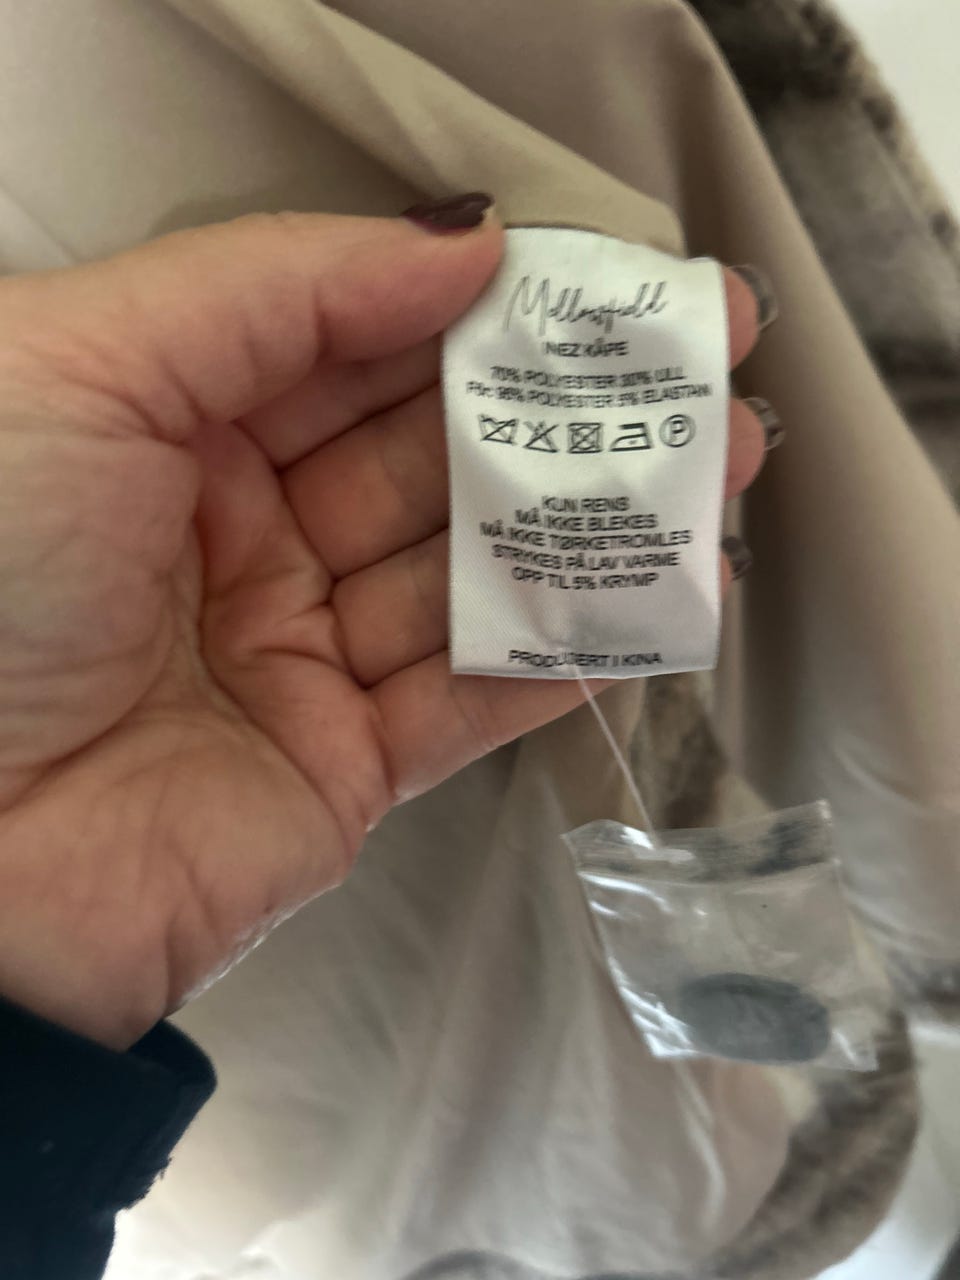 Mellomfield
NEZ KÅPE
70% POLYESTER 30% ULL
Fôr: 95% POLYESTER 5% ELASTAN
P
KUN RENS
MÅ IKKE BLEKES
MÅ IKKE TØRKETROMLES
STRYKES PÅ LAV VARME
OPP TIL 5% KRYMP
PRODUSERT I KINA